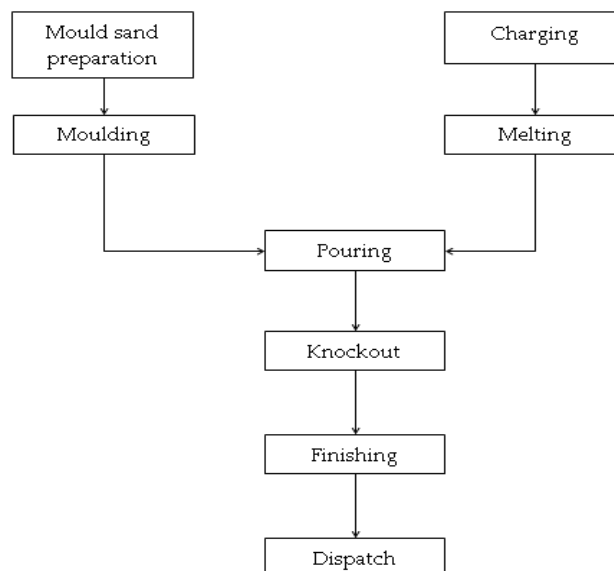 Mould sand
preparation
Charging
Moulding
Melting
Pouring
Knockout
Finishing
Dispatch